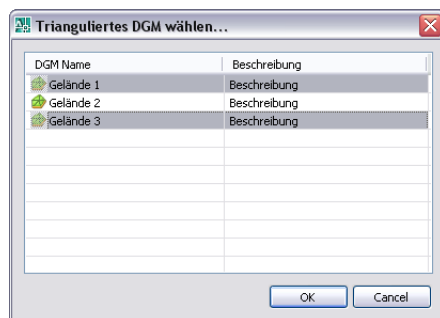 Trianguliertes DGM wählen...
DGM Name Beschreibung
Gelände 1 Beschreibung
Gelände 2 Beschreibung
Gelände 3 Beschreibung
OK Cancel